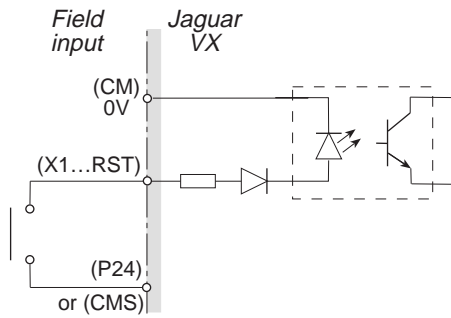 Field
input
Jaguar
VX
(CM)
0V
(X1...RST)
(P24)
or (CMS)